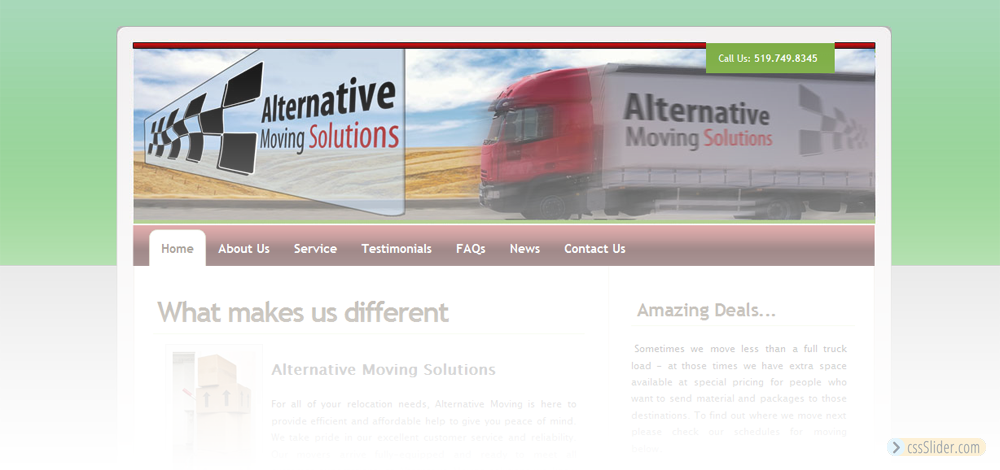 Call Us: 519.749.8345
Alternative
Moving Solutions
Alternative
Moving Solutions
Home About Us Service Testimonials FAQs News Contact Us
What makes us different
Alternative Moving Solutions
For all of your relocation needs, Alternative Moving is here to
provide efficient and affordable help to give you peace of mind.
We take pride in our excellent customer service and reliability.
Amazing Deals...
Sometimes we move less than a full truck
load - at those times we have extra space
available at special pricing for people who
want to send material and packages to those
destinations. To find out where we move next
please check our schedules for moving
cssSlider.com